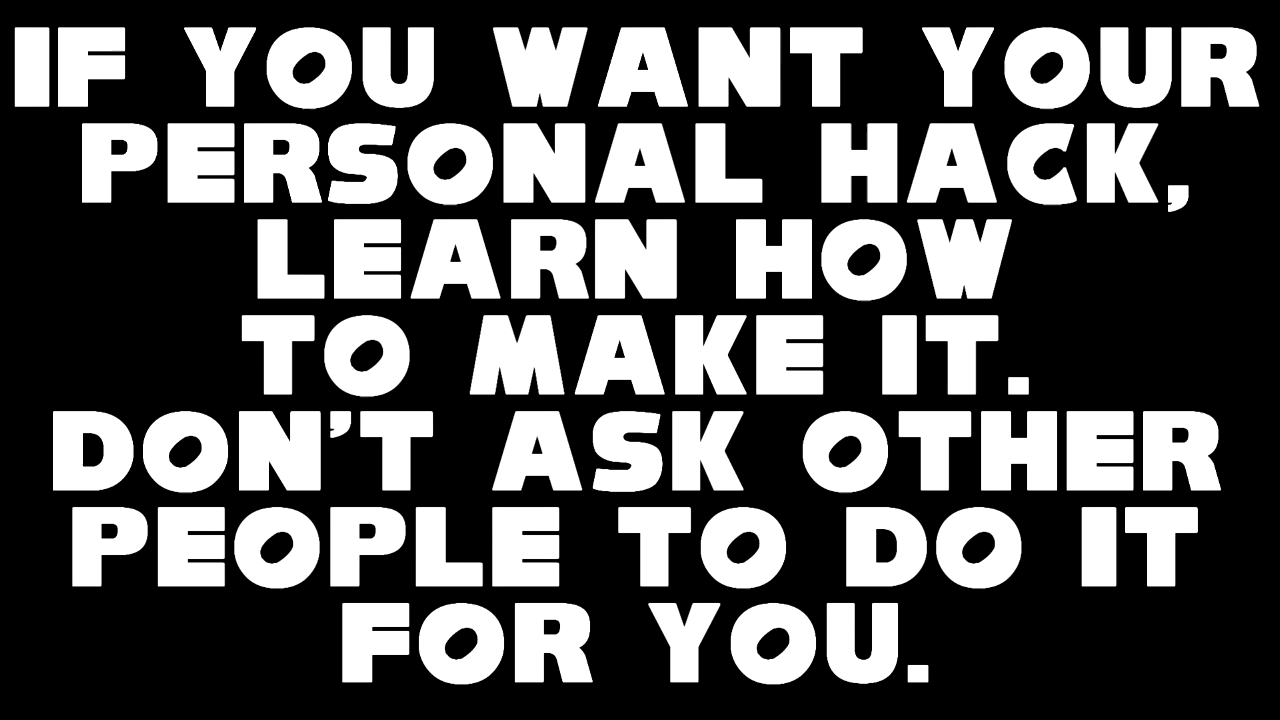 IF YOU WANT YOUR
PERSONAL HACK,
LEARN HOW
TO MAKE IT.
DON'T ASK OTHER
PEOPLE TO DO IT
FOR YOU.